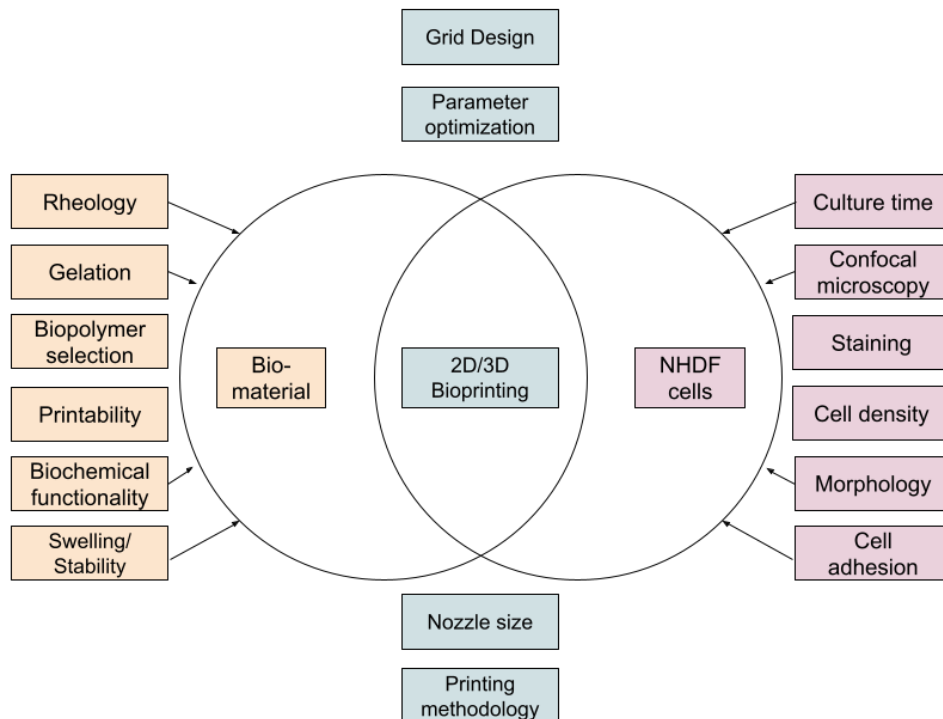 Grid Design
Parameter
optimization
Rheology
Gelation
Biopolymer
selection
Printability
Biochemical
functionality
Swelling/
Stability
Bio-
material
2D/3D
Bioprinting
NHDF
cells
Culture time
Confocal
microscopy
Staining
Cell density
Morphology
Cell
adhesion
Nozzle size
Printing
methodology